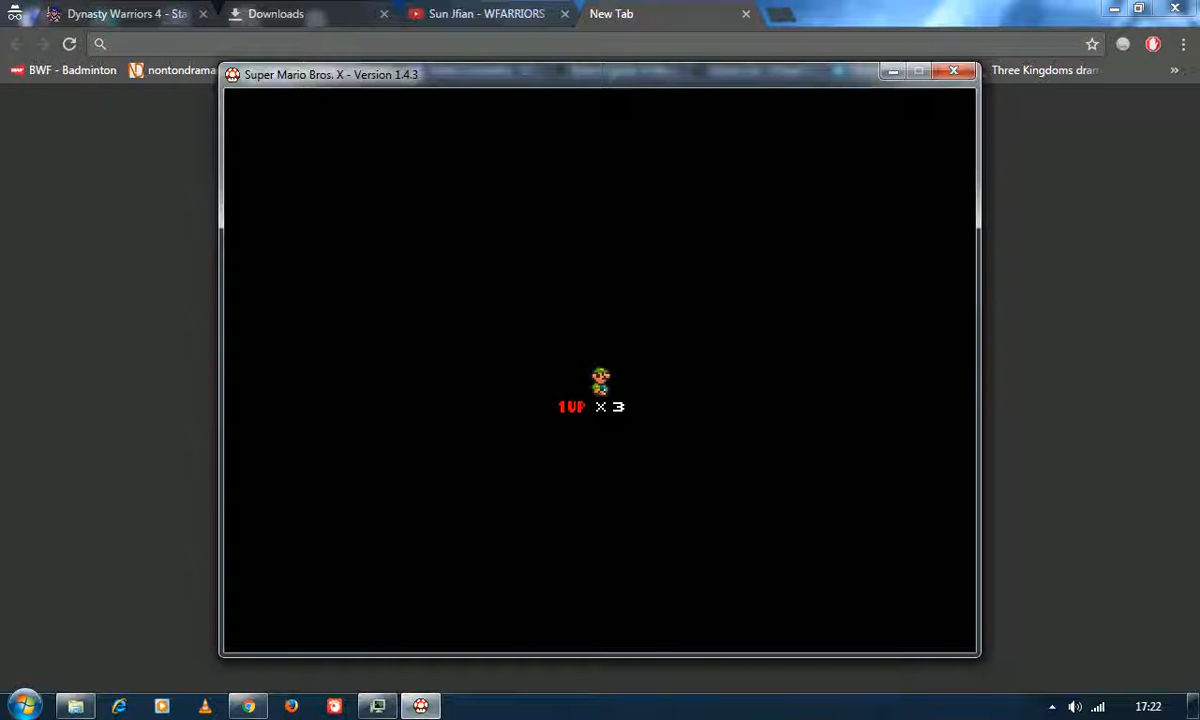 Dynasty Warriors 4 - Sta
Downloads
Sun Jfian - WFARRIORS
New Tab
BWF - Badminton
nontondrama
Three Kingdoms dran
»
Super Mario Bros. X - Version 1.4.3
1UP X 3
17:22